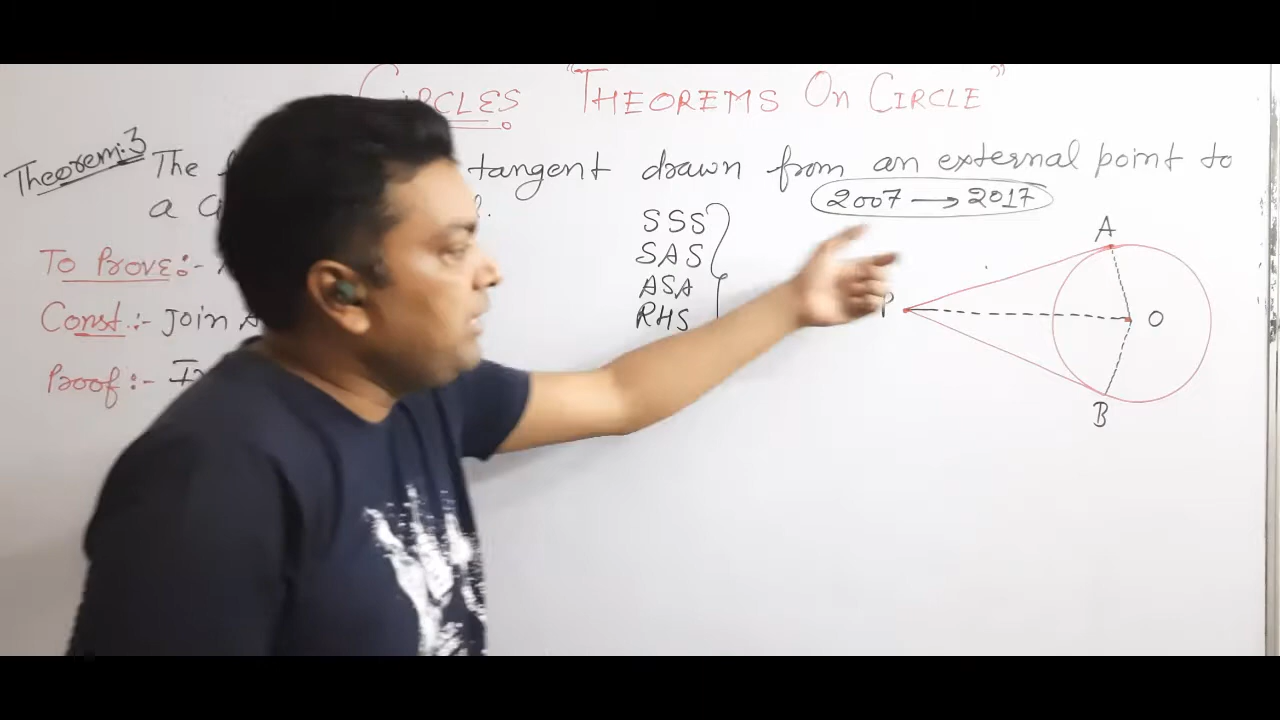 CIRCLES "THEOREMS On CIRCLE"
Theorem:3 The tangent drawn from an external point to
a
2007 → 2017
SSS
SAS
ASA
RHS
To Prove:-
Const.:- Join
Proof:-
A
P
O
B